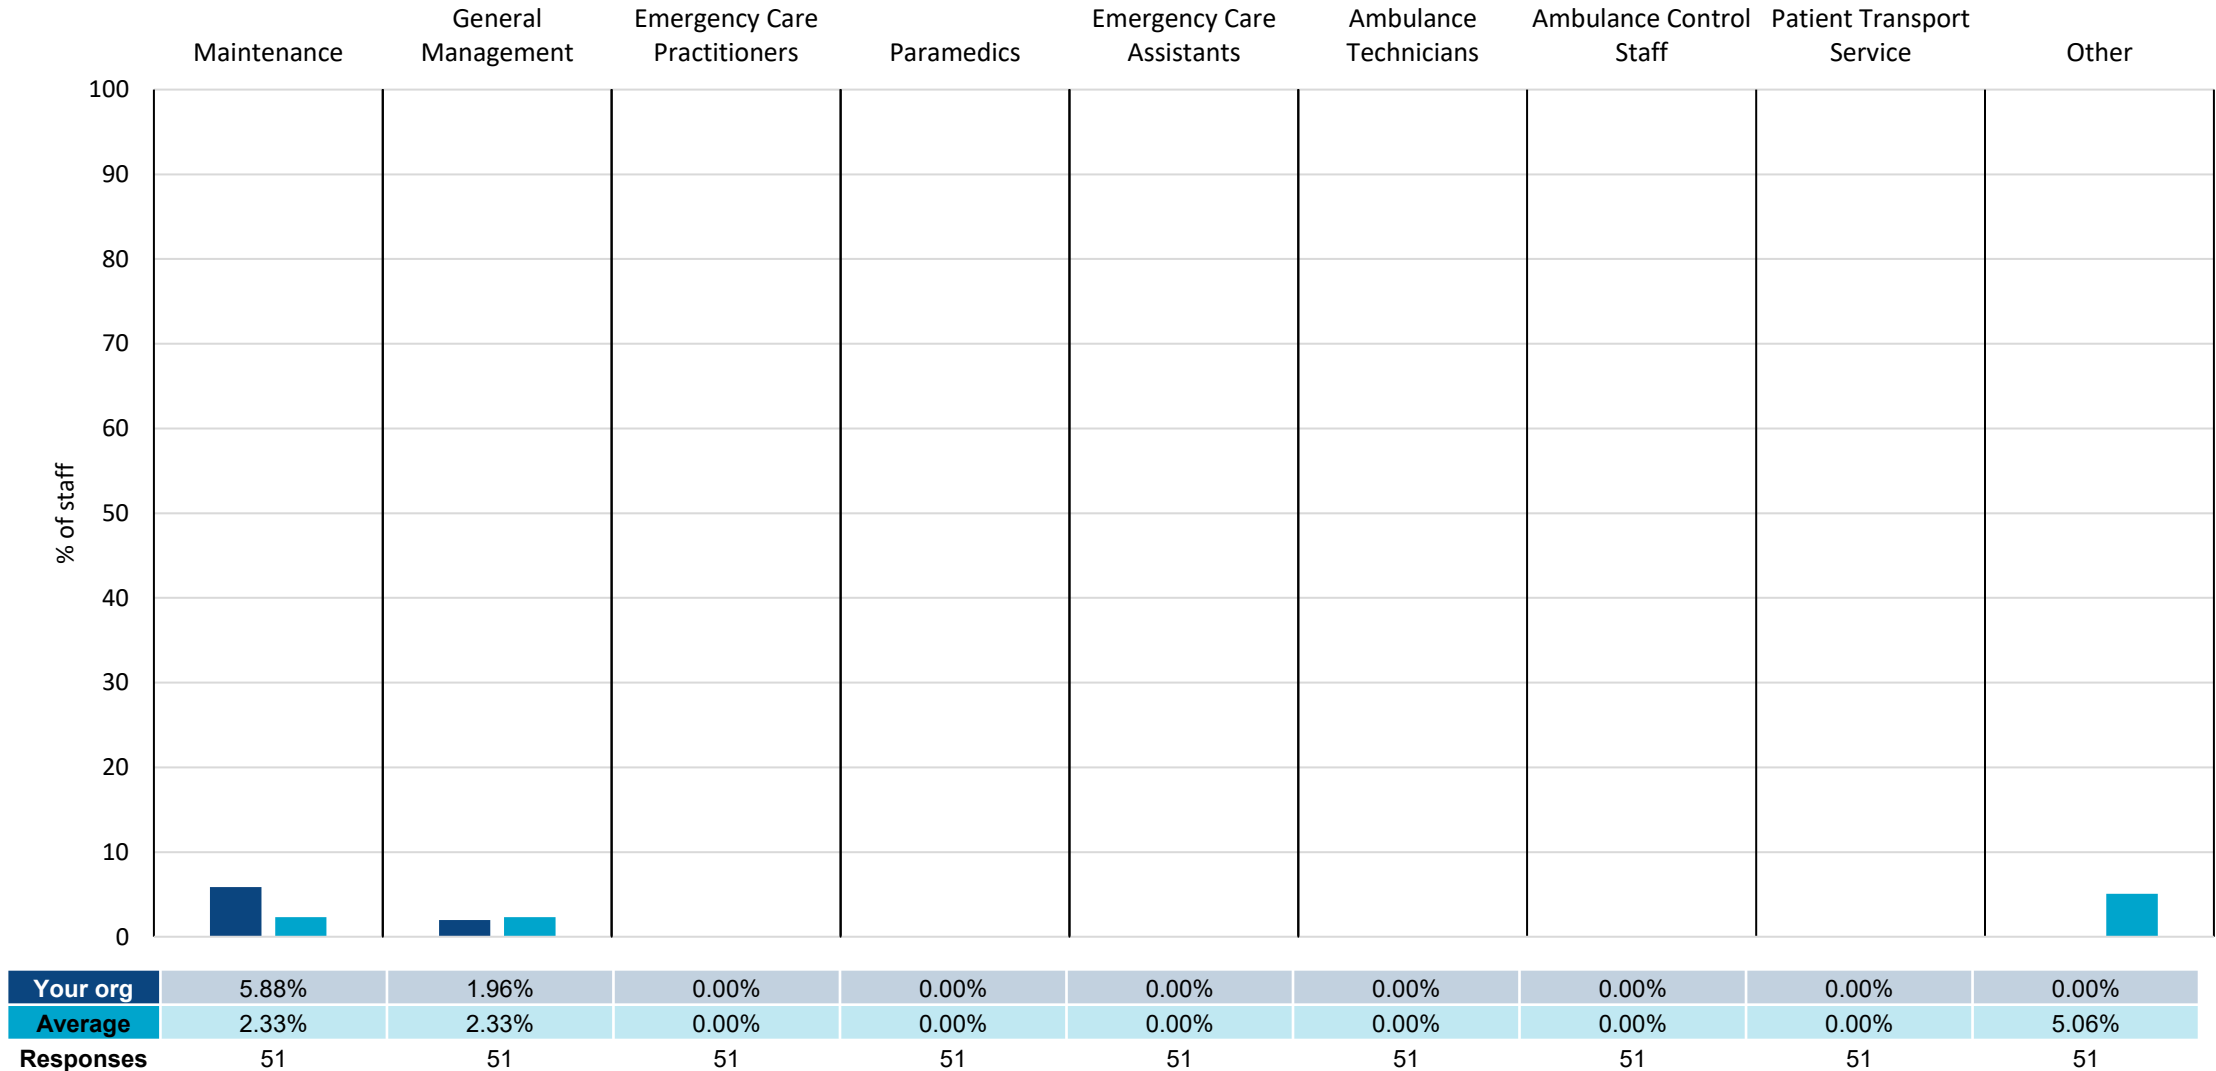 Maintenance
General
Management
Emergency Care
Practitioners
Paramedics
Emergency Care
Assistants
Ambulance
Technicians
Ambulance Control
Staff
Patient Transport
Service
Other
% of staff
100
90
80
70
60
50
40
30
20
10
0
Your org 5.88% 1.96% 0.00% 0.00% 0.00% 0.00% 0.00% 0.00% 0.00%
Average 2.33% 2.33% 0.00% 0.00% 0.00% 0.00% 0.00% 0.00% 5.06%
Responses 51 51 51 51 51 51 51 51 51